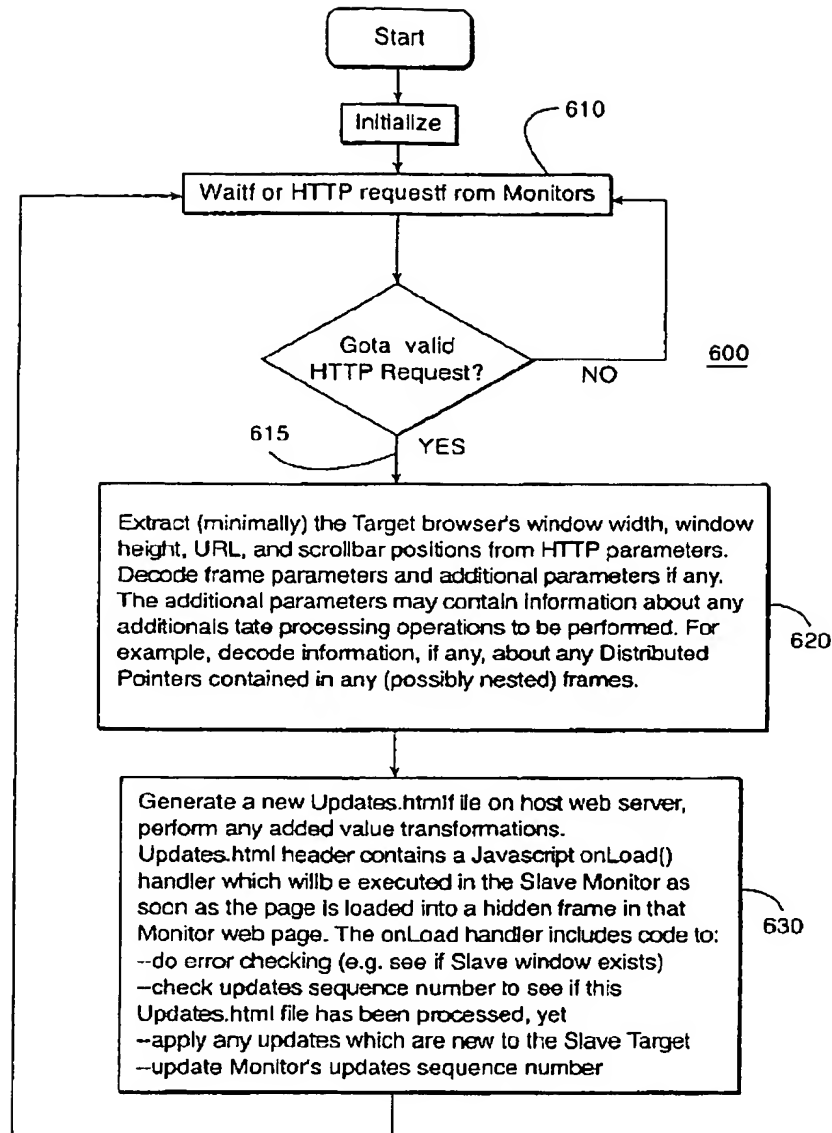 Start
Initialize
610
Waitf or HTTP requestf rom Monitors
Gota valid
HTTP Request?
600
NO
615
YES
Extract (minimally) the Target browser's window width, window
height, URL, and scrollbar positions from HTTP parameters.
Decode frame parameters and additional parameters if any.
The additional parameters may contain information about any
additionals tate processing operations to be performed. For
example, decode information, if any, about any Distributed
Pointers contained in any (possibly nested) frames.
620
Generate a new Updates.htmlf ile on host web server,
perform any added value transformations.
Updates.html header contains a Javascript onLoad()
handler which willb e executed in the Slave Monitor as
soon as the page is loaded into a hidden frame in that
Monitor web page. The onLoad handler includes code to:
--do error checking (e.g. see if Slave window exists)
--check updates sequence number to see if this
Updates.html file has been processed, yet
--apply any updates which are new to the Slave Target
--update Monitor's updates sequence number
630